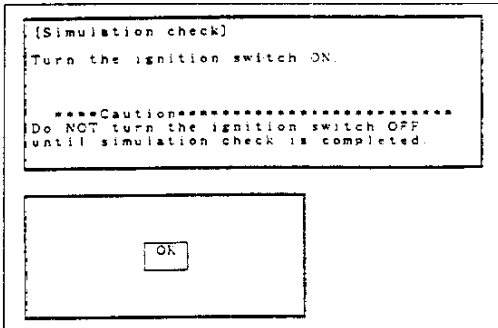 [Simulation check]
Turn the ignition switch ON.
****Caution*************************
Do NOT turn the ignition switch OFF
until simulation check is completed.
OK